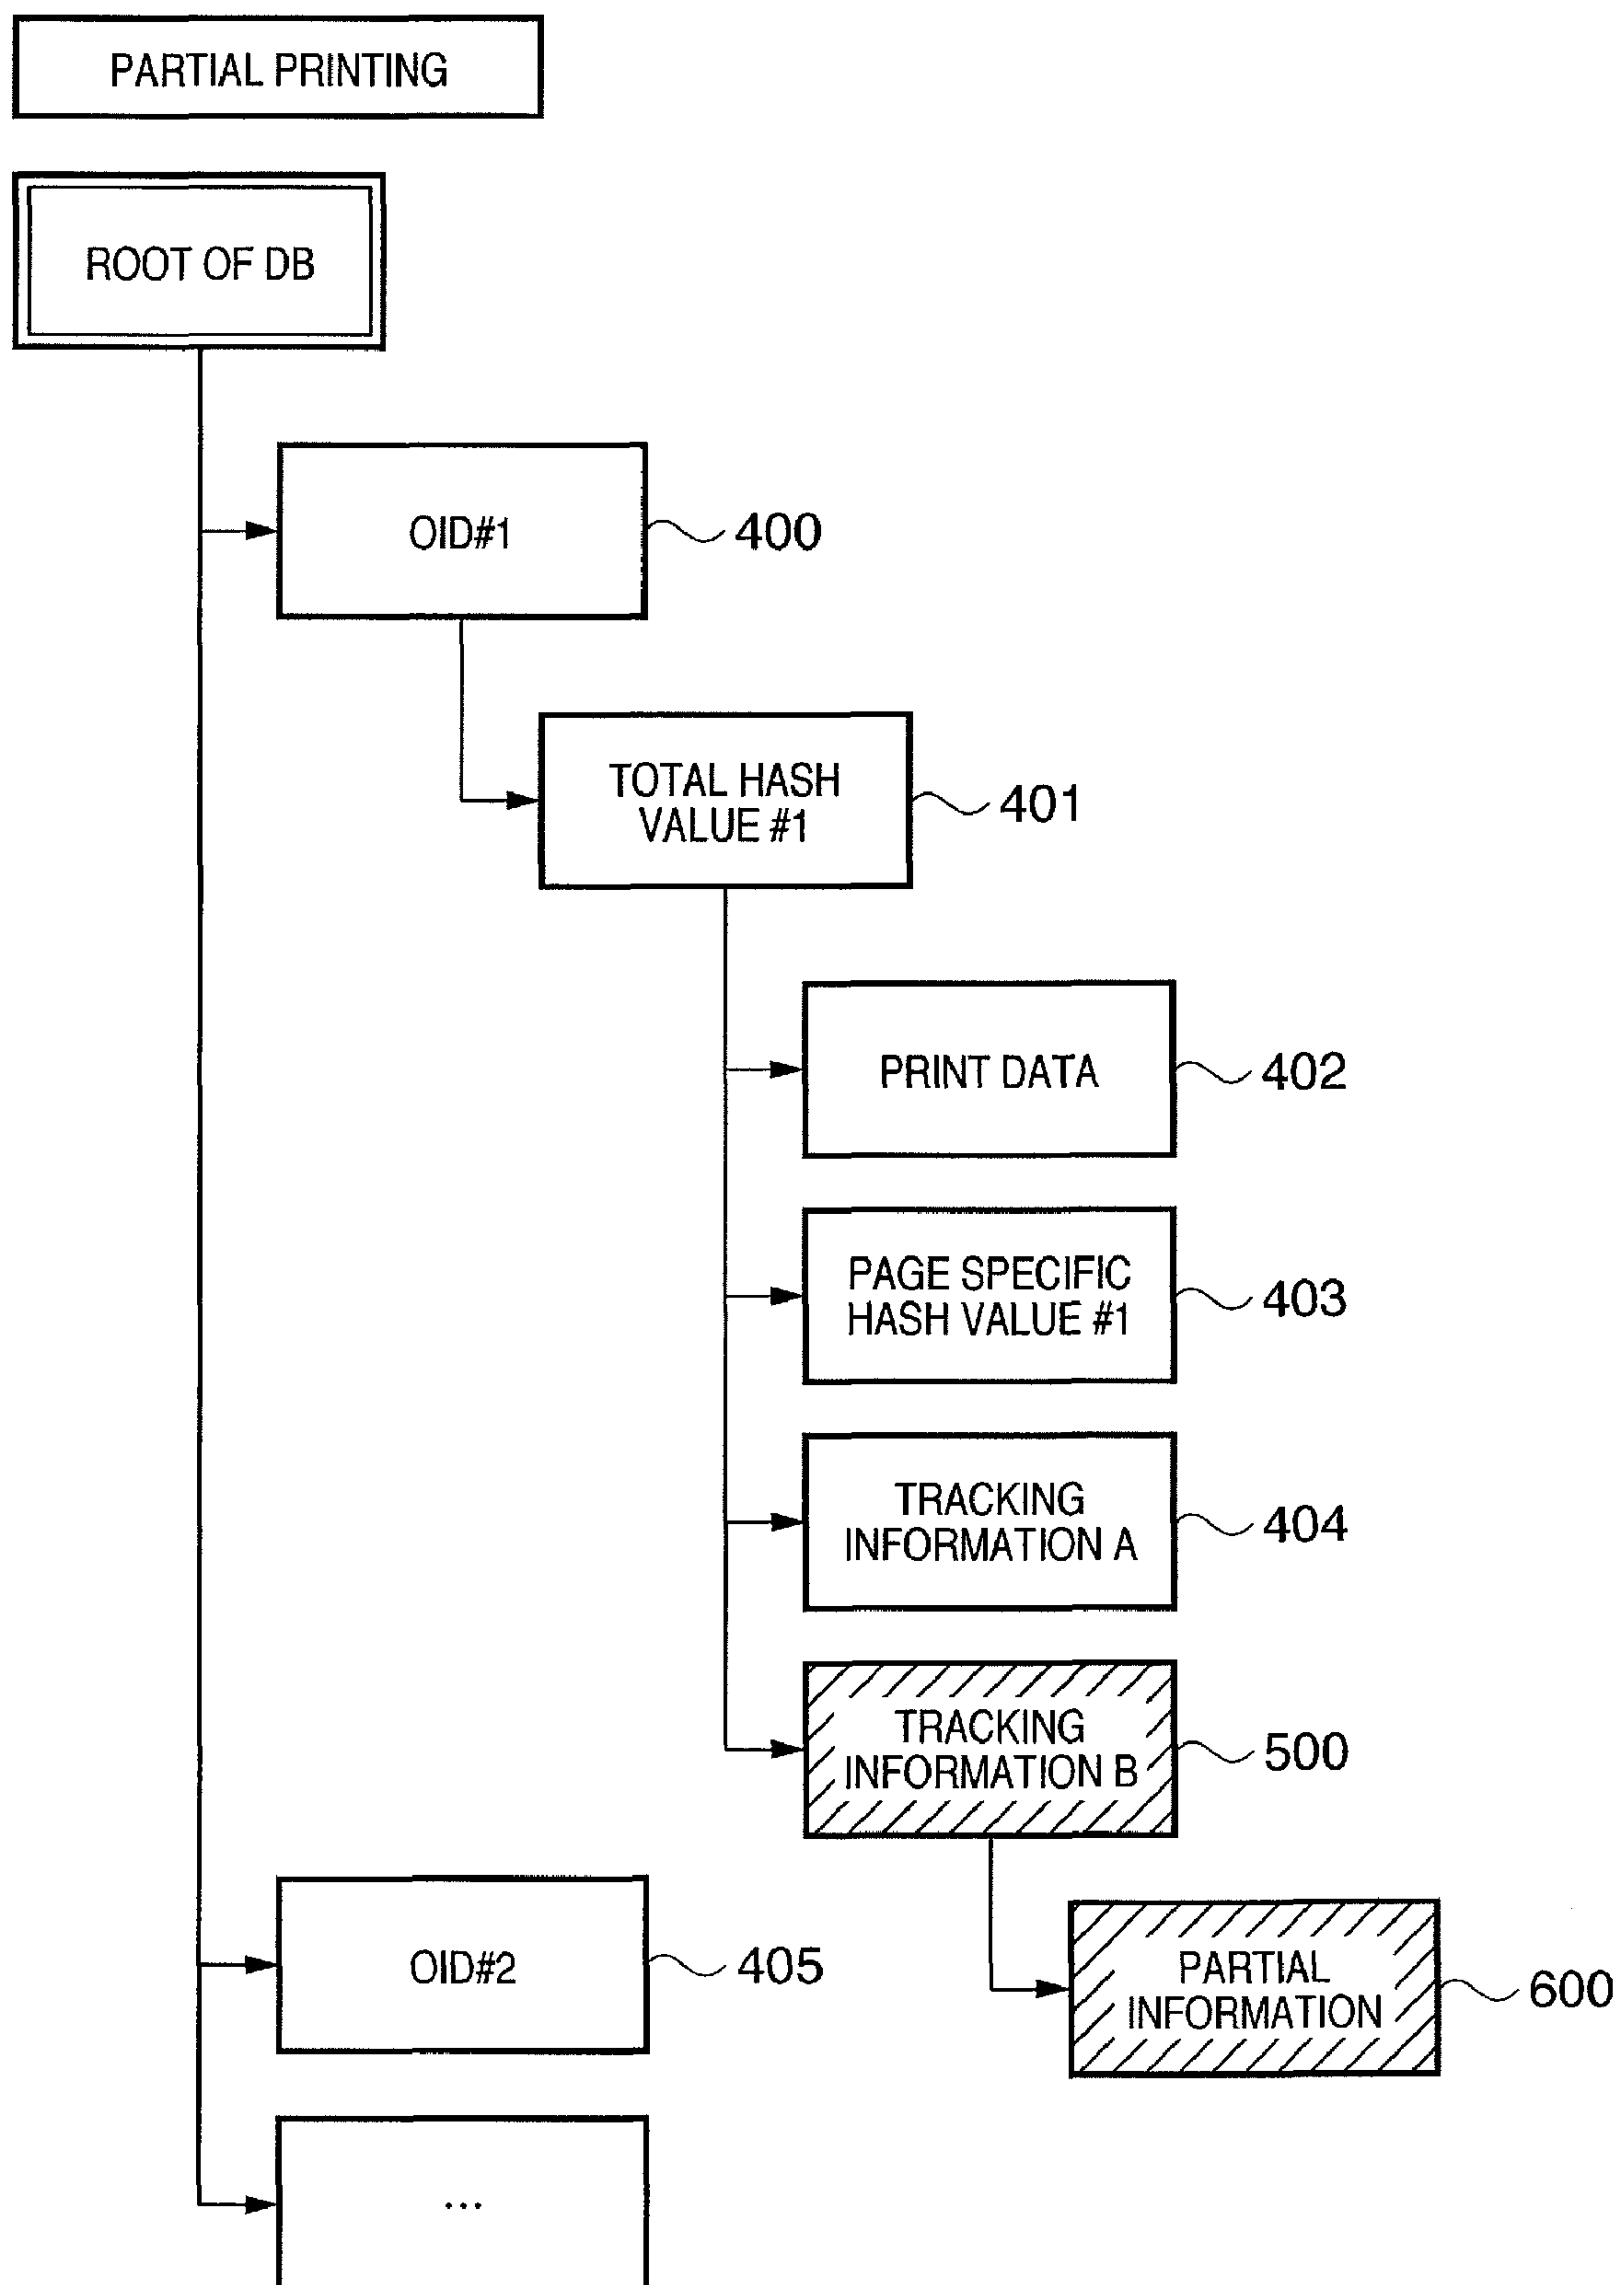 PARTIAL PRINTING
ROOT OF DB
OID#1
400
TOTAL HASH
VALUE #1
401
PRINT DATA
402
PAGE SPECIFIC
HASH VALUE #1
403
TRACKING
INFORMATION A
404
TRACKING
INFORMATION B
500
OID#2
405
PARTIAL
INFORMATION
600
...